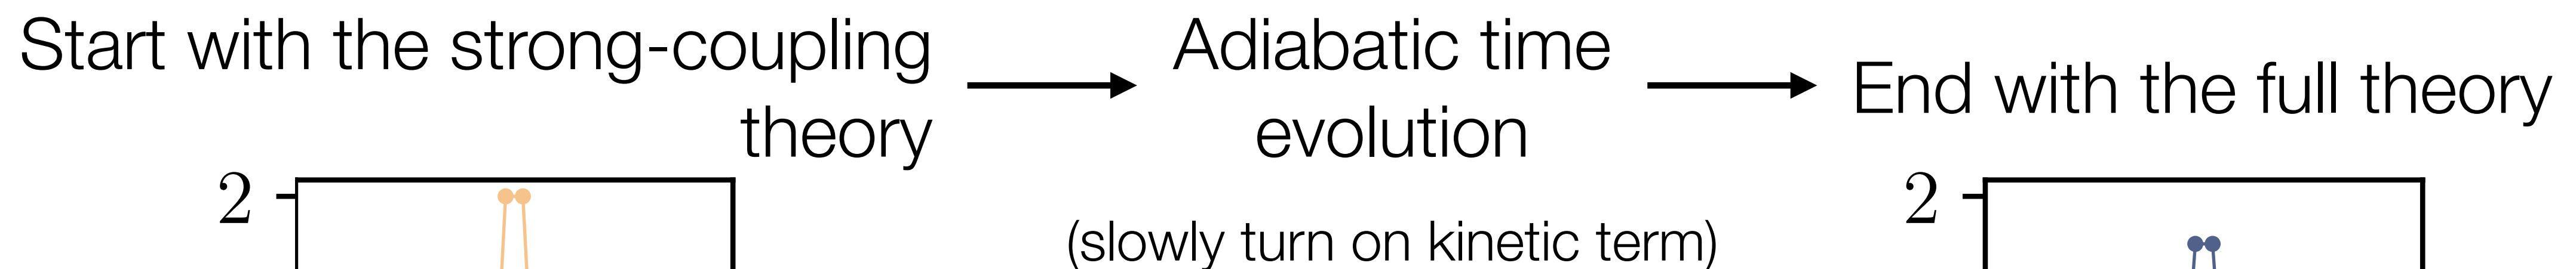 Start with the strong-coupling
theory
Adiabatic time
evolution
(slowly turn on kinetic term)
End with the full theory
2
2